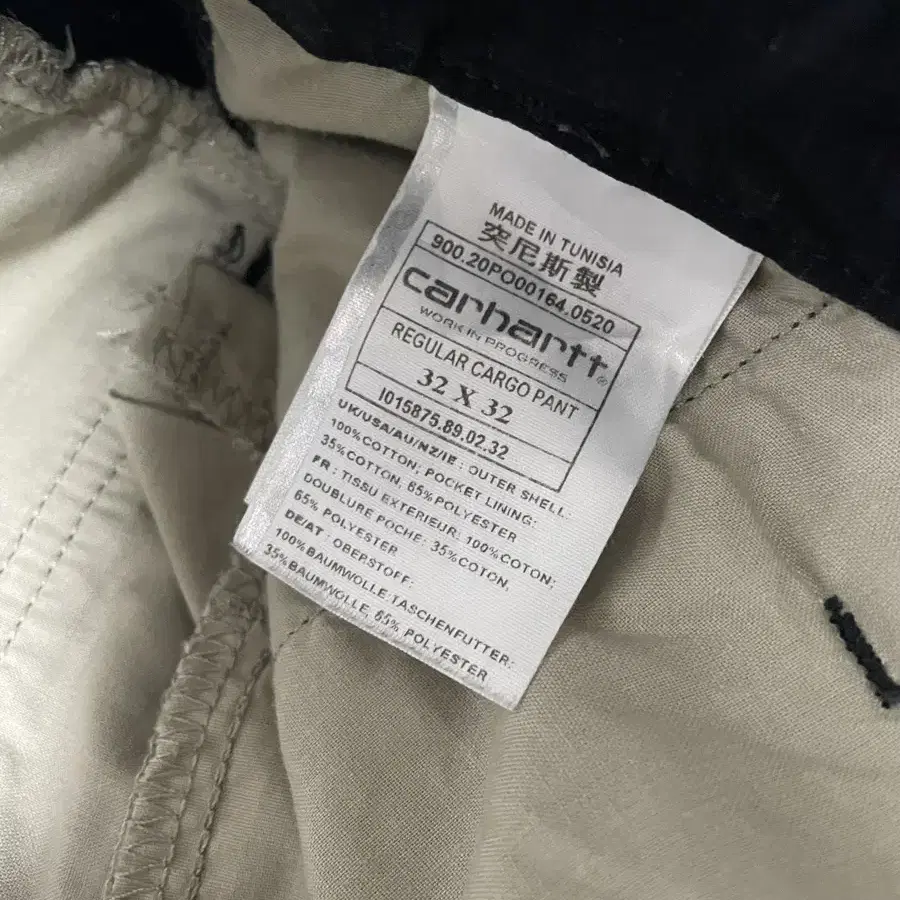 MADE IN TUNISIA
突尼斯製
900.20PO00164.0520
carhartt®
WORK IN PROGRESS
REGULAR CARGO PANT
32 X 32
I015875.89.02.32
UK/USA/AU/NZ/IE : OUTER SHELL:
100%COTTON; POCKET LINING:
35%COTTON, 65%POLYESTER
FR : TISSU EXTERIEUR: 100%COTON;
DOUBLURE POCHE: 35%COTON,
65% POLYESTER
DE/AT : OBERSTOFF:
100%BAUMWOLLE;TASCHENFUTTER:
35%BAUMWOLLE, 65% POLYESTER